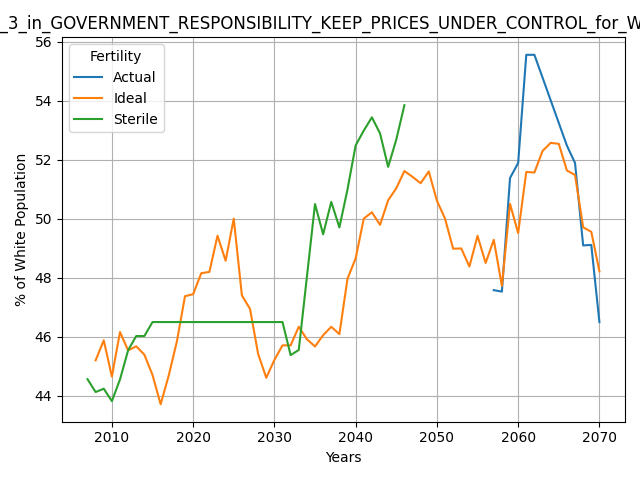 _3_in_GOVERNMENT_RESPONSIBILITY_KEEP_PRICES_UNDER_CONTROL_for_W
Fertility
Actual
Ideal
Sterile
% of White Population
56
54
52
50
48
46
44
2010 2020 2030 2040 2050 2060 2070
Years